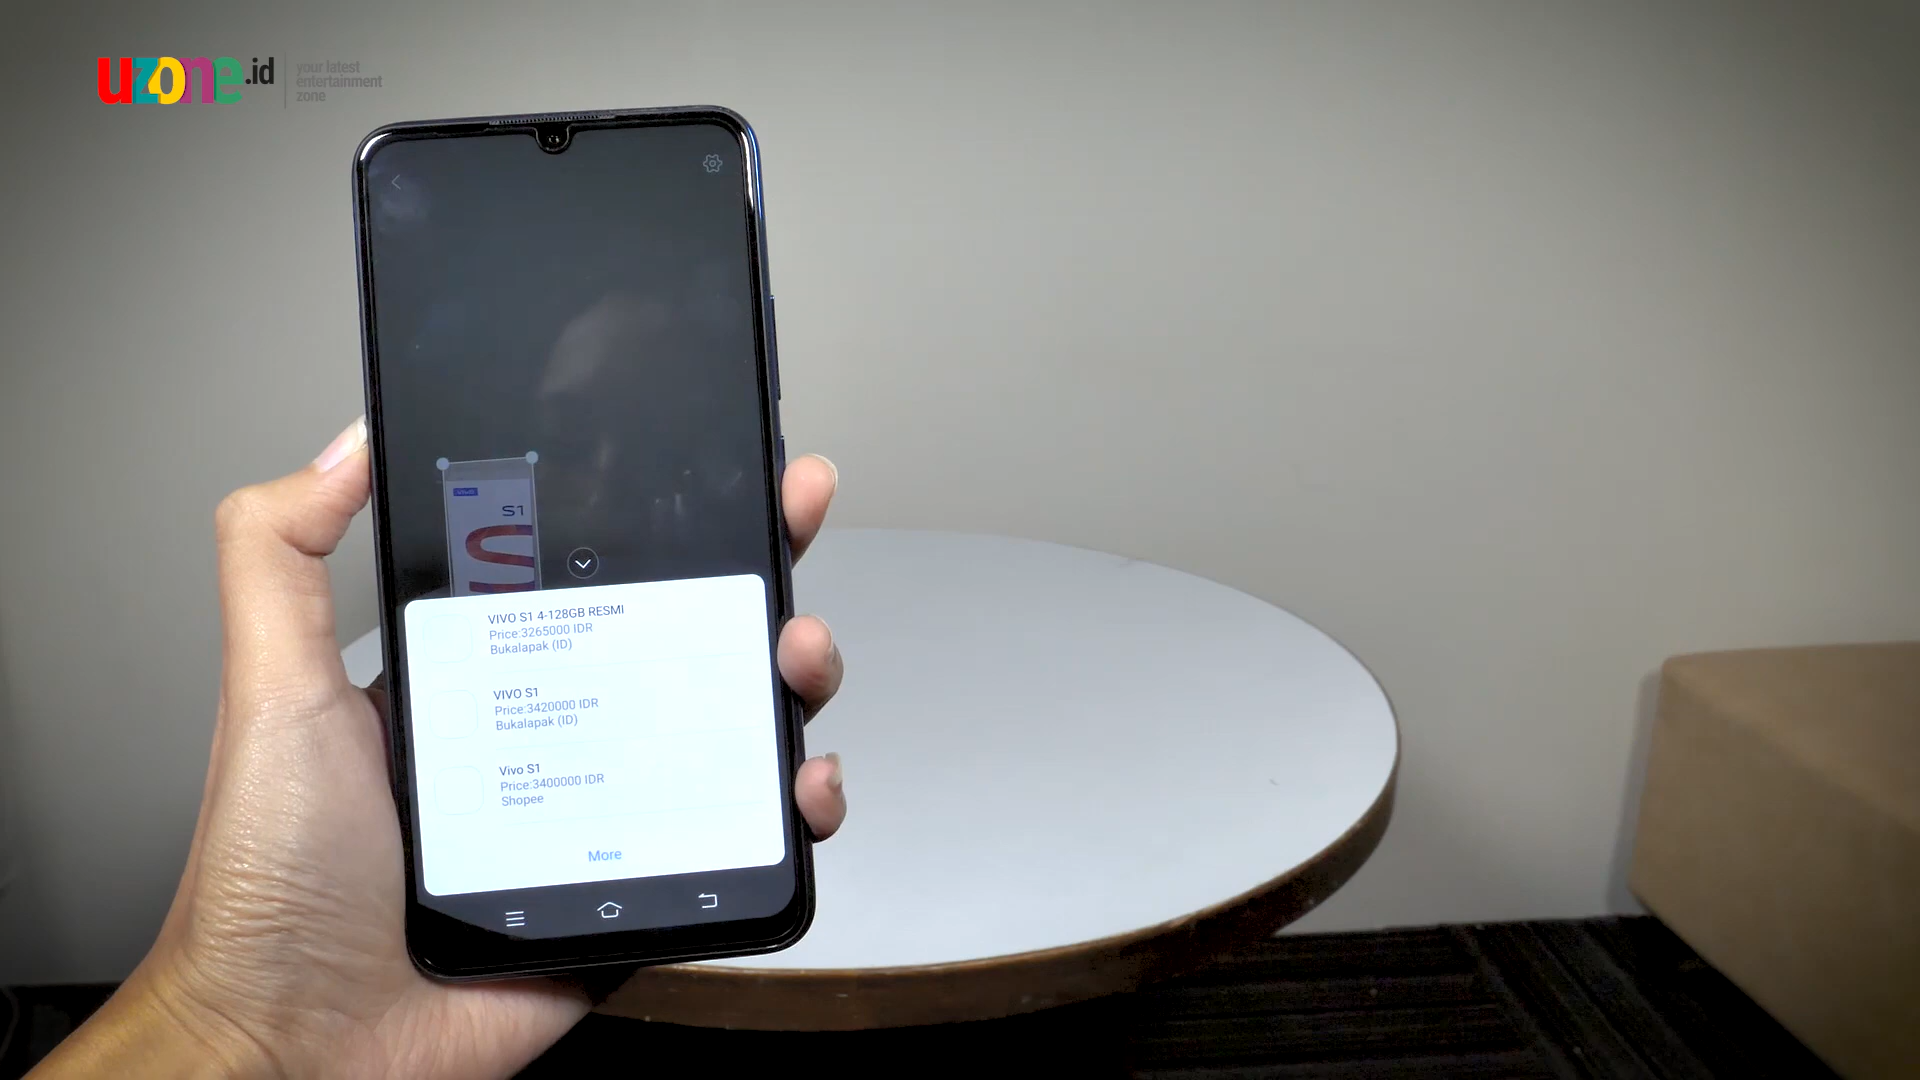 uzone.id
your latest
entertainment
zone
vivo
S1
VIVO S1 4-128GB RESMI
Price:3265000 IDR
Bukalapak (ID)
VIVO S1
Price:3420000 IDR
Bukalapak (ID)
Vivo S1
Price:3400000 IDR
Shopee
More